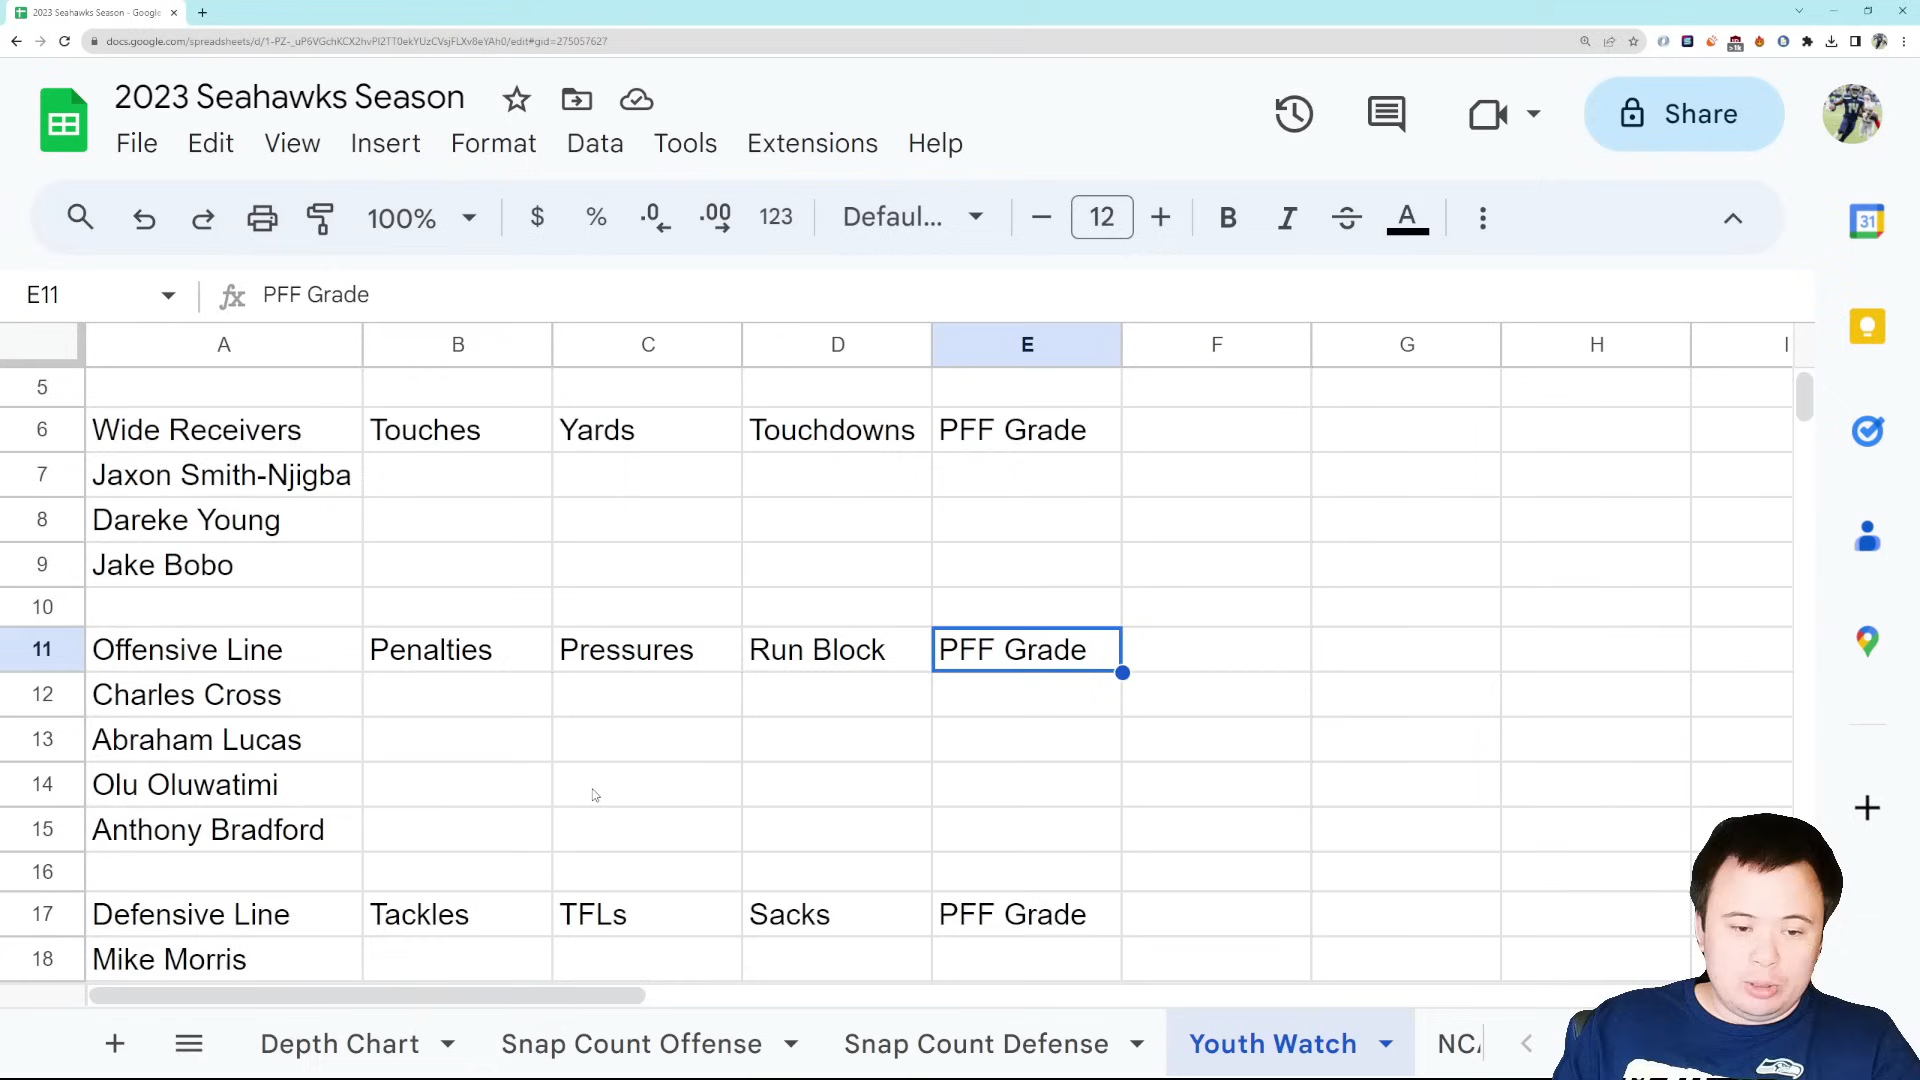 2023 Seahawks Season - Google
docs.google.com/spreadsheets/d/1-PZ-_uP6VGchKCX2hvPI2TT0ekYUzCVsjFLXv8eYAh0/edit#gid=275057627
2023 Seahawks Season
File Edit View Insert Format Data Tools Extensions Help
Share
100% $ % .0 .00 123 Defaul... 12 B I A
31
E11 fx PFF Grade
A B C D E F G H I
5
6 Wide Receivers Touches Yards Touchdowns PFF Grade
7 Jaxon Smith-Njigba
8 Dareke Young
9 Jake Bobo
10
11 Offensive Line Penalties Pressures Run Block PFF Grade
12 Charles Cross
13 Abraham Lucas
14 Olu Oluwatimi
15 Anthony Bradford
16
17 Defensive Line Tackles TFLs Sacks PFF Grade
18 Mike Morris
Depth Chart Snap Count Offense Snap Count Defense Youth Watch